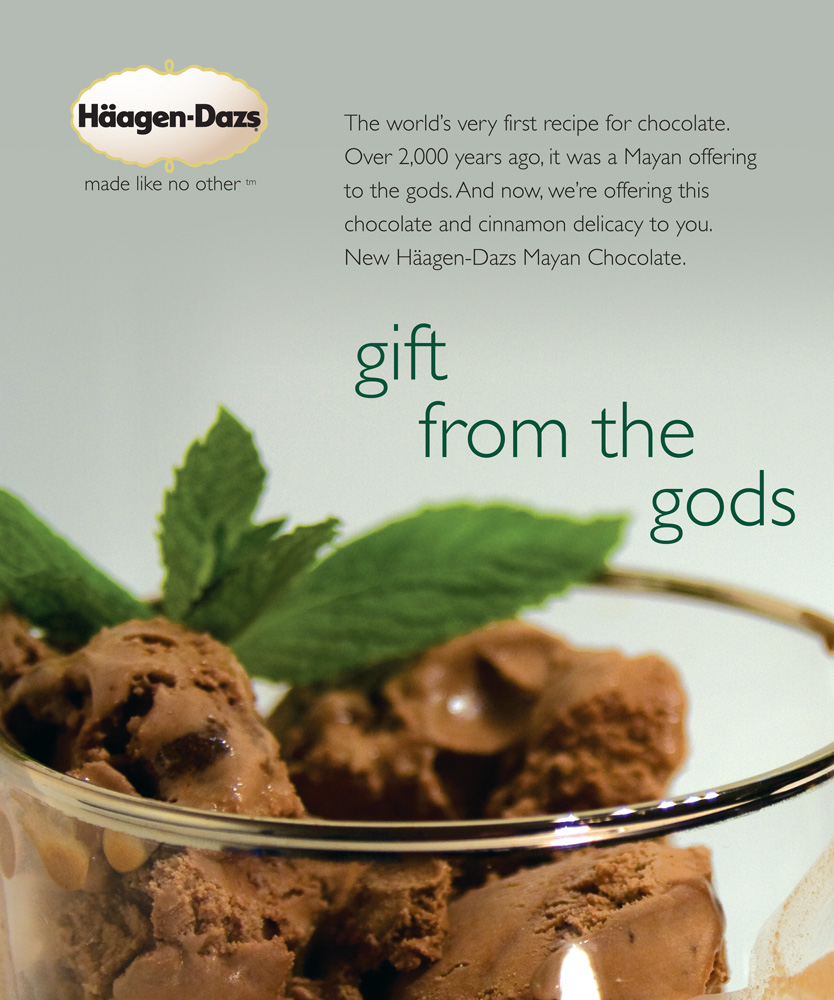 Häagen-Dazs
made like no other ™
The world's very first recipe for chocolate.
Over 2,000 years ago, it was a Mayan offering
to the gods. And now, we're offering this
chocolate and cinnamon delicacy to you.
New Häagen-Dazs Mayan Chocolate.
gift
from the
gods